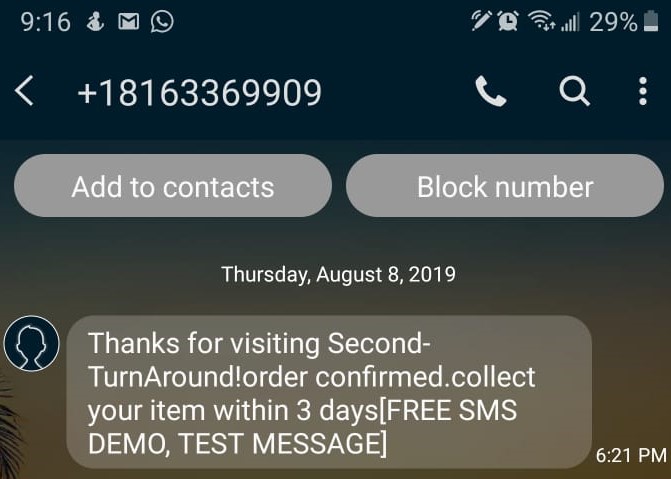 9:16 29%
+18163369909
Add to contacts Block number
Thursday, August 8, 2019
Thanks for visiting Second-
TurnAround!order confirmed.collect
your item within 3 days[FREE SMS
DEMO, TEST MESSAGE]
6:21 PM